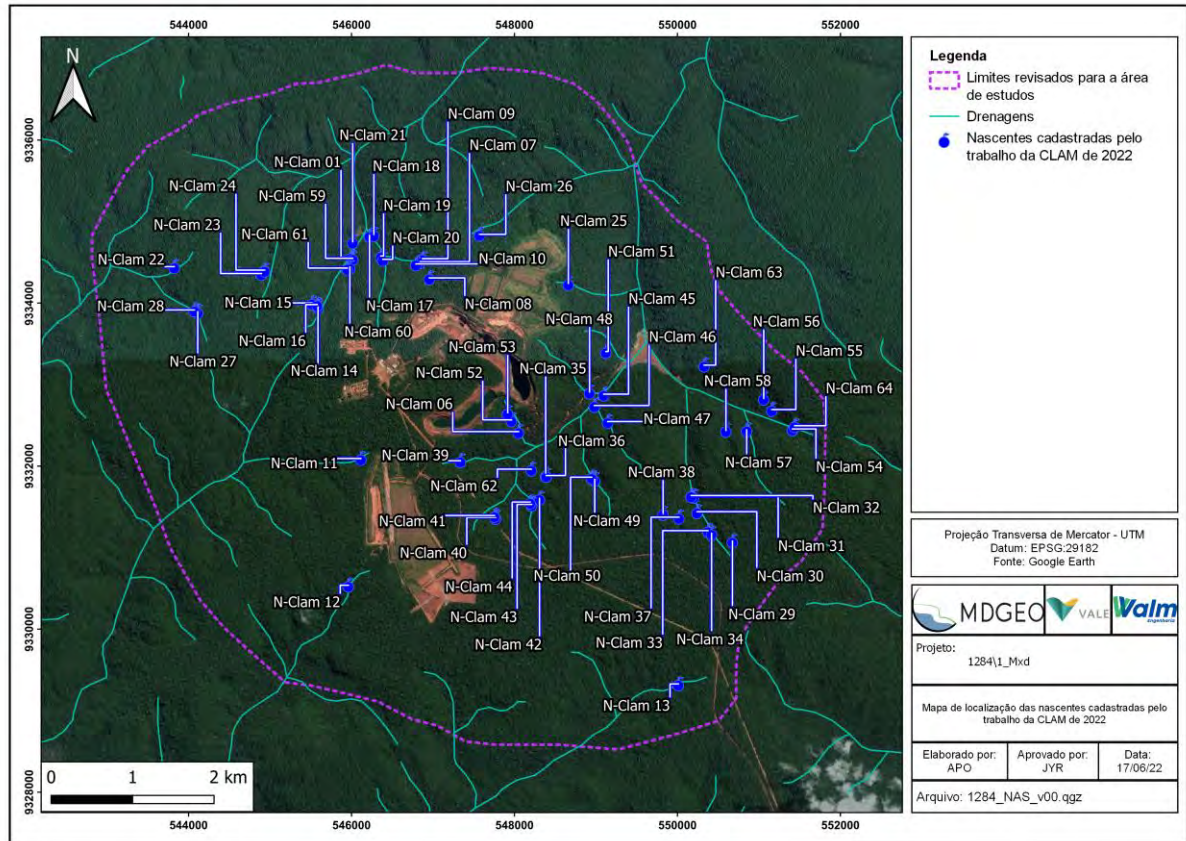 544000
546000
548000
550000
552000
N
9336000
9334000
9332000
9330000
9328000
N-Clam 09
N-Clam 21
N-Clam 07
N-Clam 01
N-Clam 18
N-Clam 24
N-Clam 59
N-Clam 19
N-Clam 26
N-Clam 23
N-Clam 61
N-Clam 20
N-Clam 25
N-Clam 51
N-Clam 22
N-Clam 10
N-Clam 63
N-Clam 45
N-Clam 28
N-Clam 15
N-Clam 17
N-Clam 08
N-Clam 48
N-Clam 56
N-Clam 16
N-Clam 60
N-Clam 53
N-Clam 46
N-Clam 55
N-Clam 27
N-Clam 14
N-Clam 52
N-Clam 35
N-Clam 58
N-Clam 64
N-Clam 06
N-Clam 47
N-Clam 36
N-Clam 11
N-Clam 39
N-Clam 57
N-Clam 54
N-Clam 62
N-Clam 38
N-Clam 32
N-Clam 41
N-Clam 49
N-Clam 31
N-Clam 40
N-Clam 50
N-Clam 30
N-Clam 12
N-Clam 44
N-Clam 43
N-Clam 37
N-Clam 29
N-Clam 42
N-Clam 33
N-Clam 34
N-Clam 13
0 1 2 km
544000
546000
548000
550000
552000
Legenda
Limites revisados para a área
de estudos
Drenagens
Nascentes cadastradas pelo
trabalho da CLAM de 2022
Projeção Transversa de Mercator - UTM
Datum: EPSG:29182
Fonte: Google Earth
MDGEO
VALE
Walm
Engenharia
Projeto:
1284\1_Mxd
Mapa de localização das nascentes cadastradas pelo
trabalho da CLAM de 2022
Elaborado por:
APO
Aprovado por:
JYR
Data:
17/06/22
Arquivo: 1284_NAS_v00.qgz